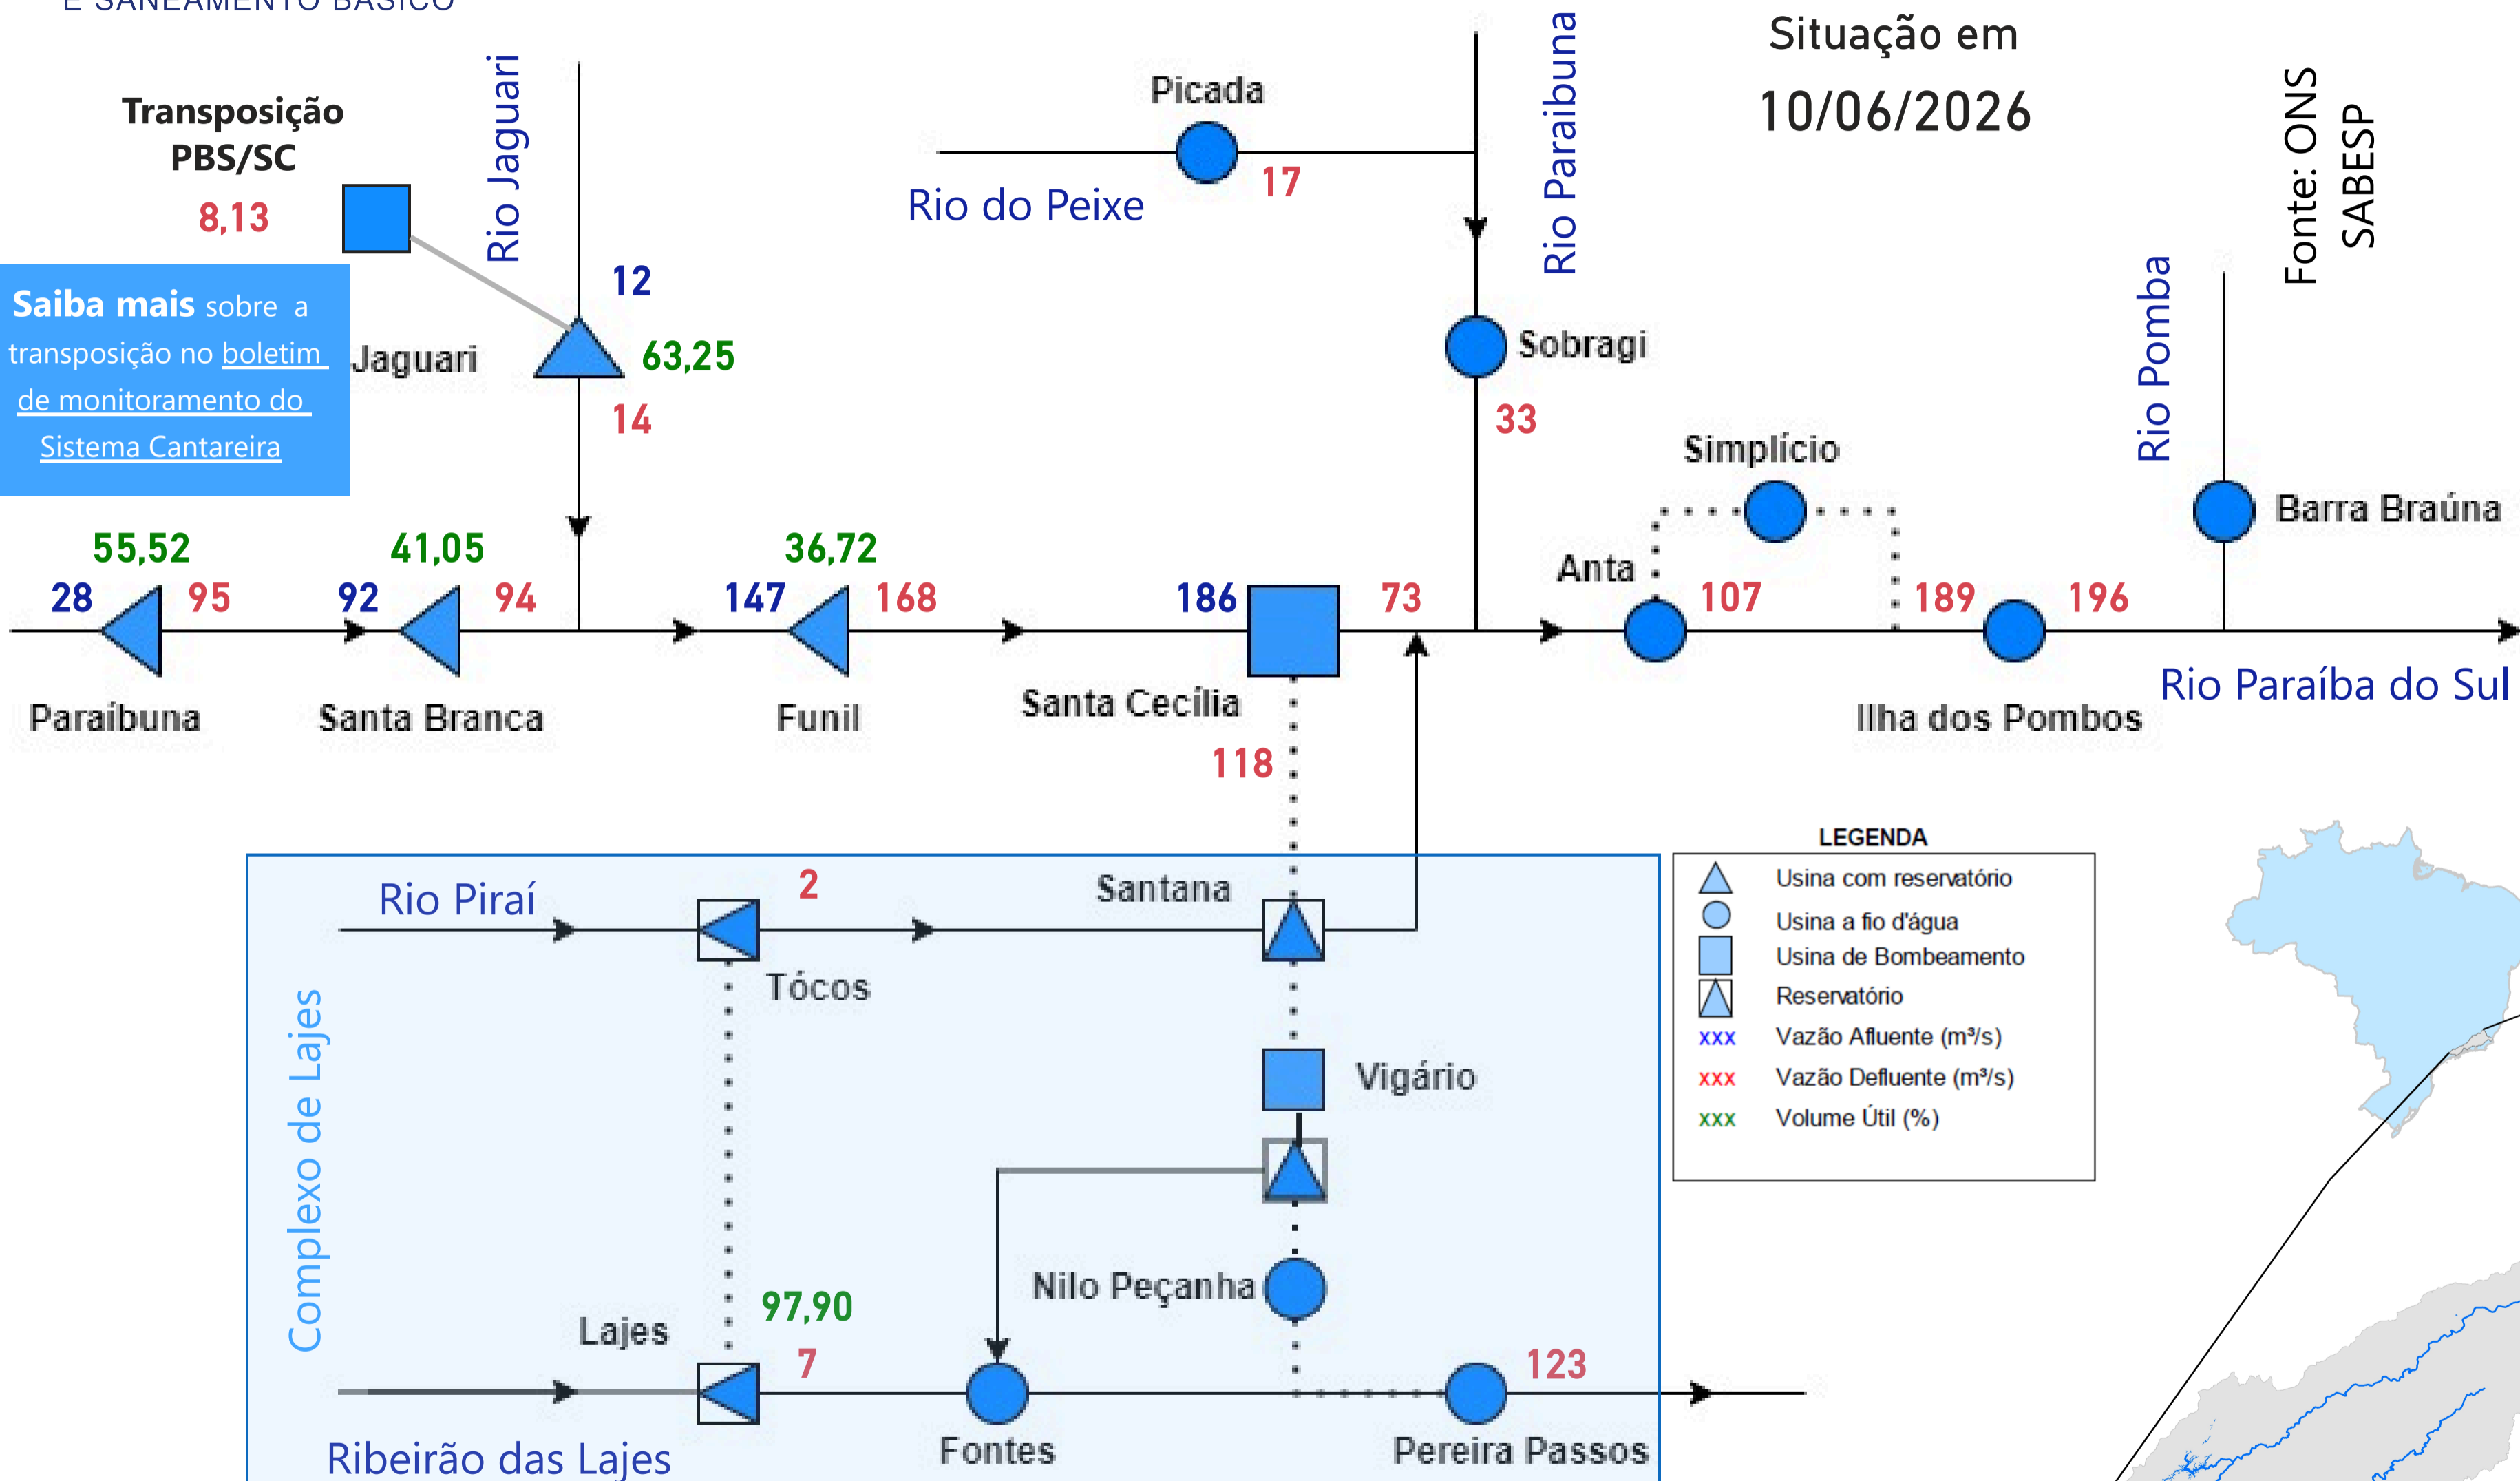 E SANEAMENTO BÁSICO
Situação em
10/06/2026
Fonte: ONS
SABESP
Transposição
PBS/SC
8,13
Rio Jaguari
Picada
17
Rio do Peixe
Rio Paraibuna
Saiba mais sobre a
transposição no boletim
de monitoramento do
Sistema Cantareira
12
Jaguari
63,25
14
Sobragi
33
Rio Pomba
Simplício
Barra Braúna
55,52
41,05
36,72
Anta
28
95
92
94
147
168
186
73
107
189
196
Rio Paraíba do Sul
Paraíbuna
Santa Branca
Funil
Santa Cecília
Ilha dos Pombos
118
Complexo de Lajes
Rio Piraí
2
Santana
Tócos
Vigário
Nilo Peçanha
97,90
Lajes
7
123
Fontes
Pereira Passos
Ribeirão das Lajes
LEGENDA
Usina com reservatório
Usina a fio d'água
Usina de Bombeamento
Reservatório
xxx Vazão Afluente (m³/s)
xxx Vazão Defluente (m³/s)
xxx Volume Útil (%)